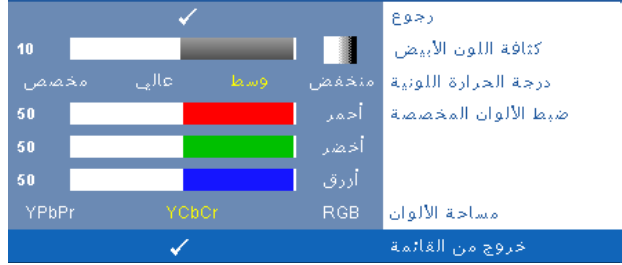 رجوع
كثافة اللون الأبيض 10
درجة الحرارة اللونية منخفض وسط عالي مخصص
ضبط الألوان المخصصة أحمر 50
أخضر 50
أزرق 50
مساحة الألوان RGB YCbCr YPbPr
خروج من القائمة